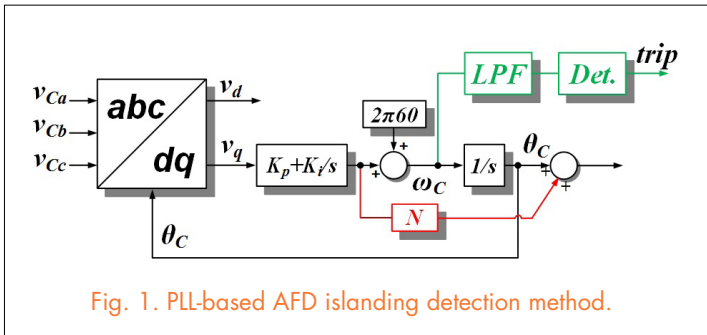 LPF
Det.
trip
v_Ca
v_Cb
v_Cc
abc
dq
v_d
v_q
2π60
+
K_p+K_i/s
+
ω_C
1/s
θ_C
∓
∓
N
θ_C
Fig. 1. PLL-based AFD islanding detection method.